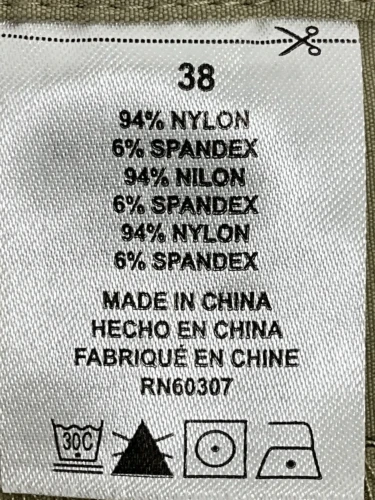 38
94% NYLON
6% SPANDEX
94% NILON
6% SPANDEX
94% NYLON
6% SPANDEX
MADE IN CHINA
HECHO EN CHINA
FABRIQUÉ EN CHINE
RN60307
30C